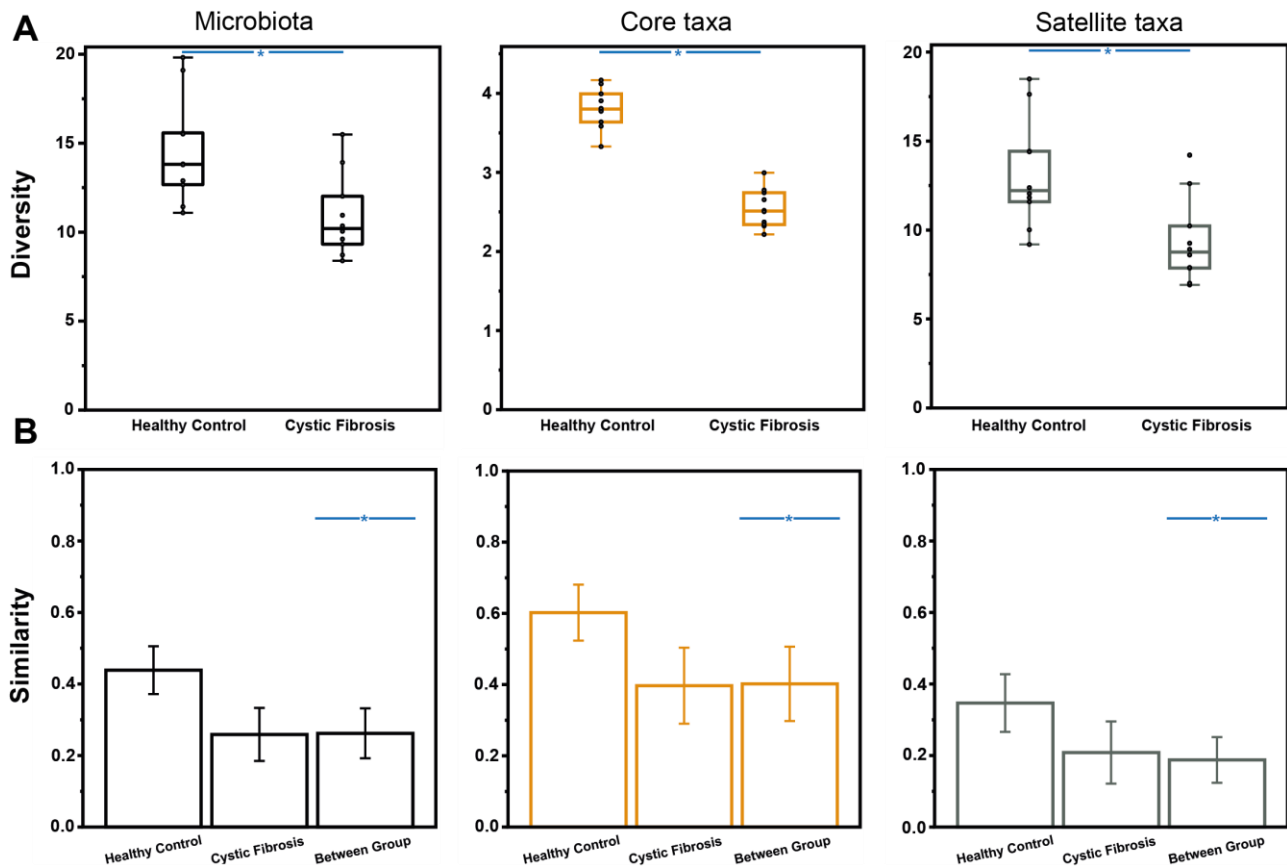 A
Microbiota
Core taxa
Satellite taxa
Diversity
20
15
10
5
0
*
Healthy Control
Cystic Fibrosis
4
3
2
1
0
*
Healthy Control
Cystic Fibrosis
20
15
10
5
0
*
Healthy Control
Cystic Fibrosis
B
Similarity
1.0
0.8
0.6
0.4
0.2
0.0
*
Healthy Control
Cystic Fibrosis
Between Group
1.0
0.8
0.6
0.4
0.2
0.0
*
Healthy Control
Cystic Fibrosis
Between Group
1.0
0.8
0.6
0.4
0.2
0.0
*
Healthy Control
Cystic Fibrosis
Between Group